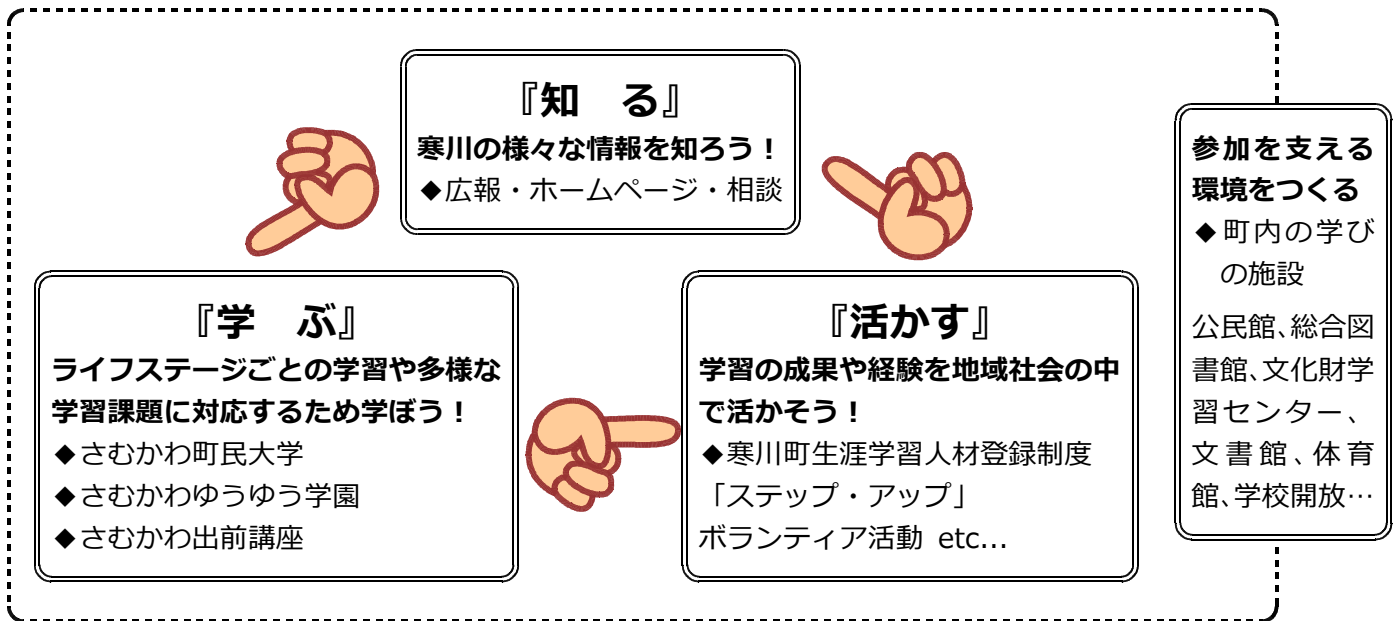 『知　る』
寒川の様々な情報を知ろう！
◆広報・ホームページ・相談
『学　ぶ』
ライフステージごとの学習や多様な
学習課題に対応するため学ぼう！
◆さむかわ町民大学
◆さむかわゆうゆう学園
◆さむかわ出前講座
『活かす』
学習の成果や経験を地域社会の中
で活かそう！
◆寒川町生涯学習人材登録制度
「ステップ・アップ」
ボランティア活動 etc…
参加を支える
環境をつくる
◆町内の学び
の施設
公民館、総合図
書館、文化財学
習センター、
文書館、体育
館、学校開放…